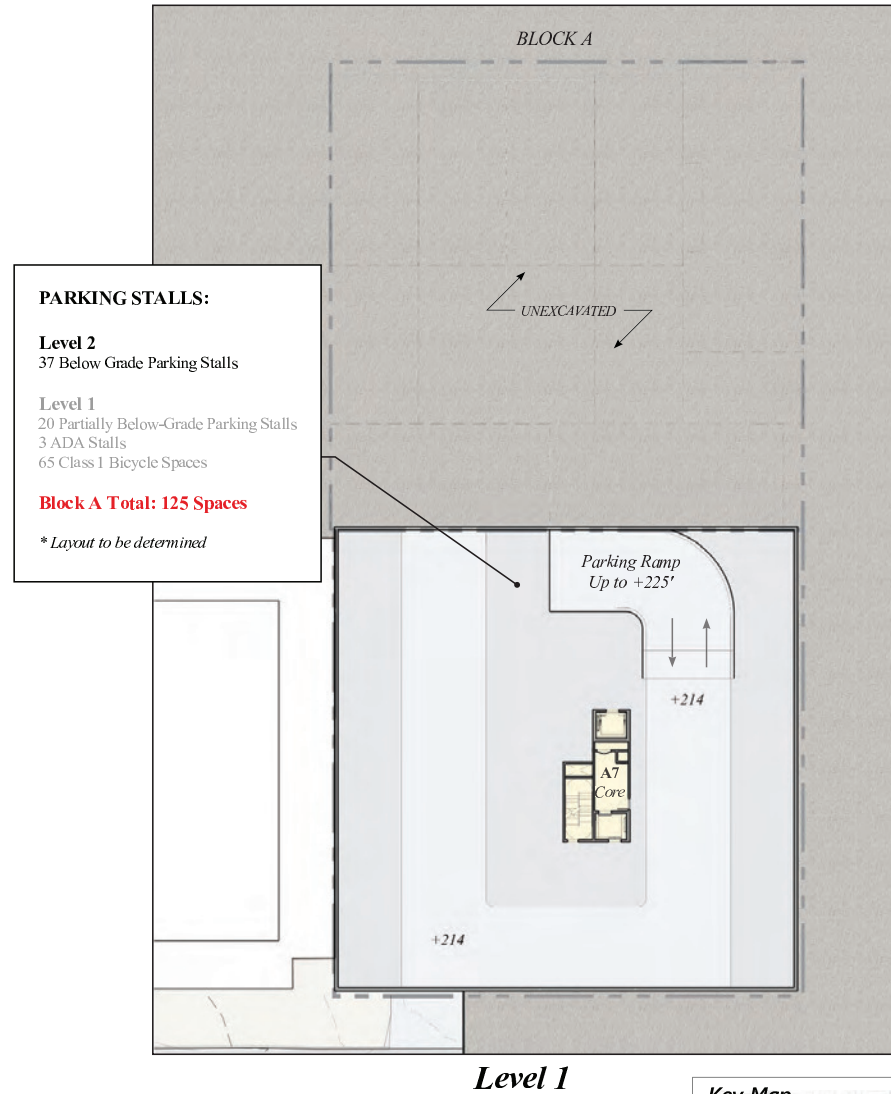 BLOCK A
UNEXCAVATED
PARKING STALLS:
Level 2
37 Below Grade Parking Stalls
Level 1
20 Partially Below-Grade Parking Stalls
3 ADA Stalls
65 Class 1 Bicycle Spaces
Block A Total: 125 Spaces
* Layout to be determined
Parking Ramp
Up to +225'
+214
A7
Core
+214
Level 1
Key Map